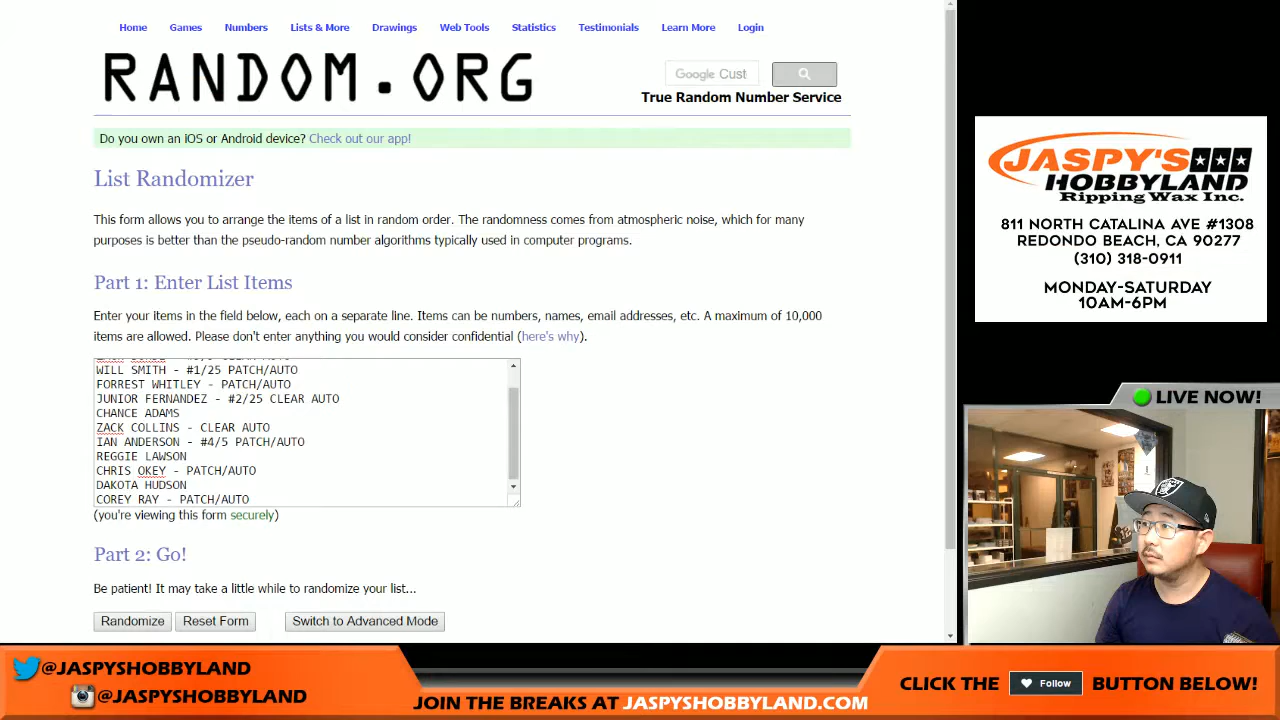 Home Games Numbers Lists & More Drawings Web Tools Statistics Testimonials Learn More Login
RANDOM.ORG
Google Cust
True Random Number Service
Do you own an iOS or Android device? Check out our app!
List Randomizer
This form allows you to arrange the items of a list in random order. The randomness comes from atmospheric noise, which for many
purposes is better than the pseudo-random number algorithms typically used in computer programs.
Part 1: Enter List Items
Enter your items in the field below, each on a separate line. Items can be numbers, names, email addresses, etc. A maximum of 10,000
items are allowed. Please don't enter anything you would consider confidential (here's why).
WILL SMITH - #1/25 PATCH/AUTO
FORREST WHITLEY - PATCH/AUTO
JUNIOR FERNANDEZ - #2/25 CLEAR AUTO
CHANCE ADAMS
ZACK COLLINS - CLEAR AUTO
IAN ANDERSON - #4/5 PATCH/AUTO
REGGIE LAWSON
CHRIS OKEY - PATCH/AUTO
DAKOTA HUDSON
COREY RAY - PATCH/AUTO
(you're viewing this form securely)
Part 2: Go!
Be patient! It may take a little while to randomize your list...
Randomize Reset Form Switch to Advanced Mode
JASPY'S
HOBBYLAND
Ripping Wax Inc.
811 NORTH CATALINA AVE #1308
REDONDO BEACH, CA 90277
(310) 318-0911
MONDAY-SATURDAY
10AM-6PM
LIVE NOW!
@JASPYSHOBBYLAND
@JASPYSHOBBYLAND
JOIN THE BREAKS AT JASPYSHOBBYLAND.COM
CLICK THE Follow BUTTON BELOW!